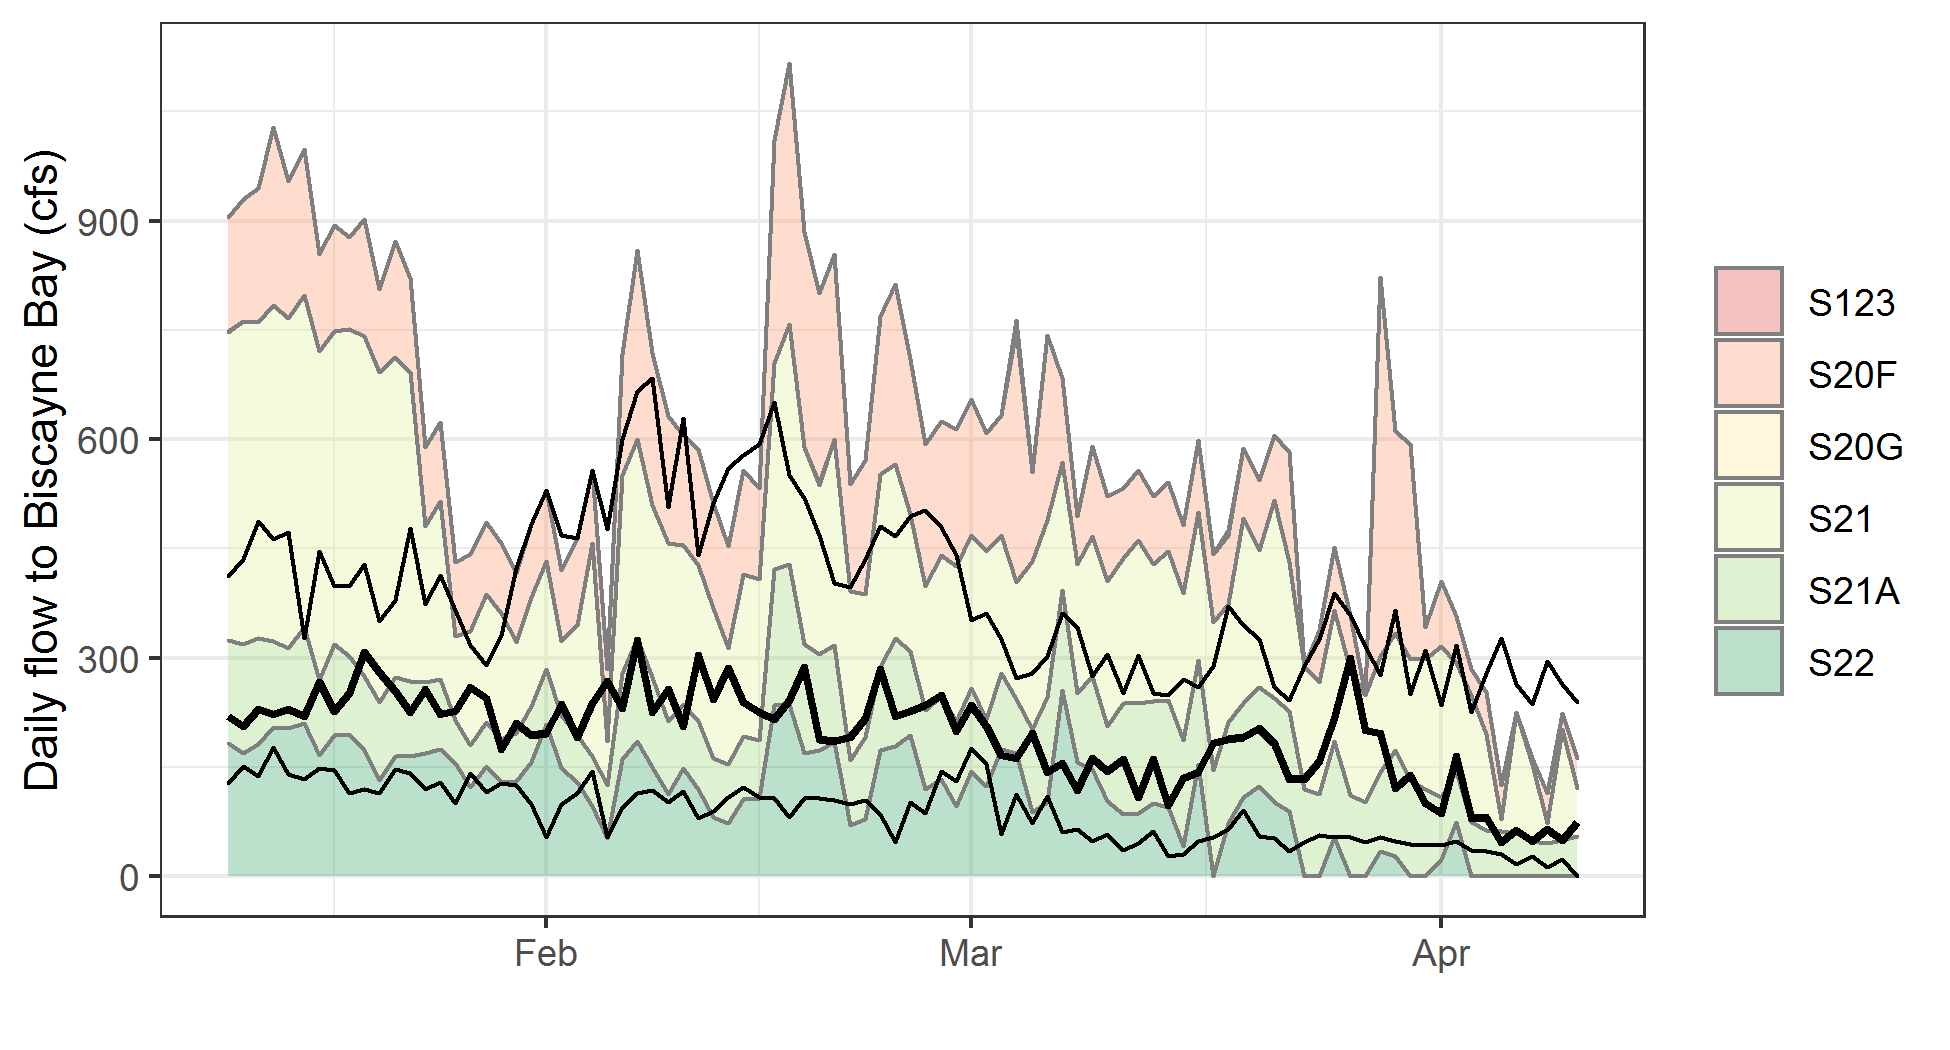 Daily flow to Biscayne Bay (cfs)
900
600
300
0
Feb
Mar
Apr
S123
S20F
S20G
S21
S21A
S22